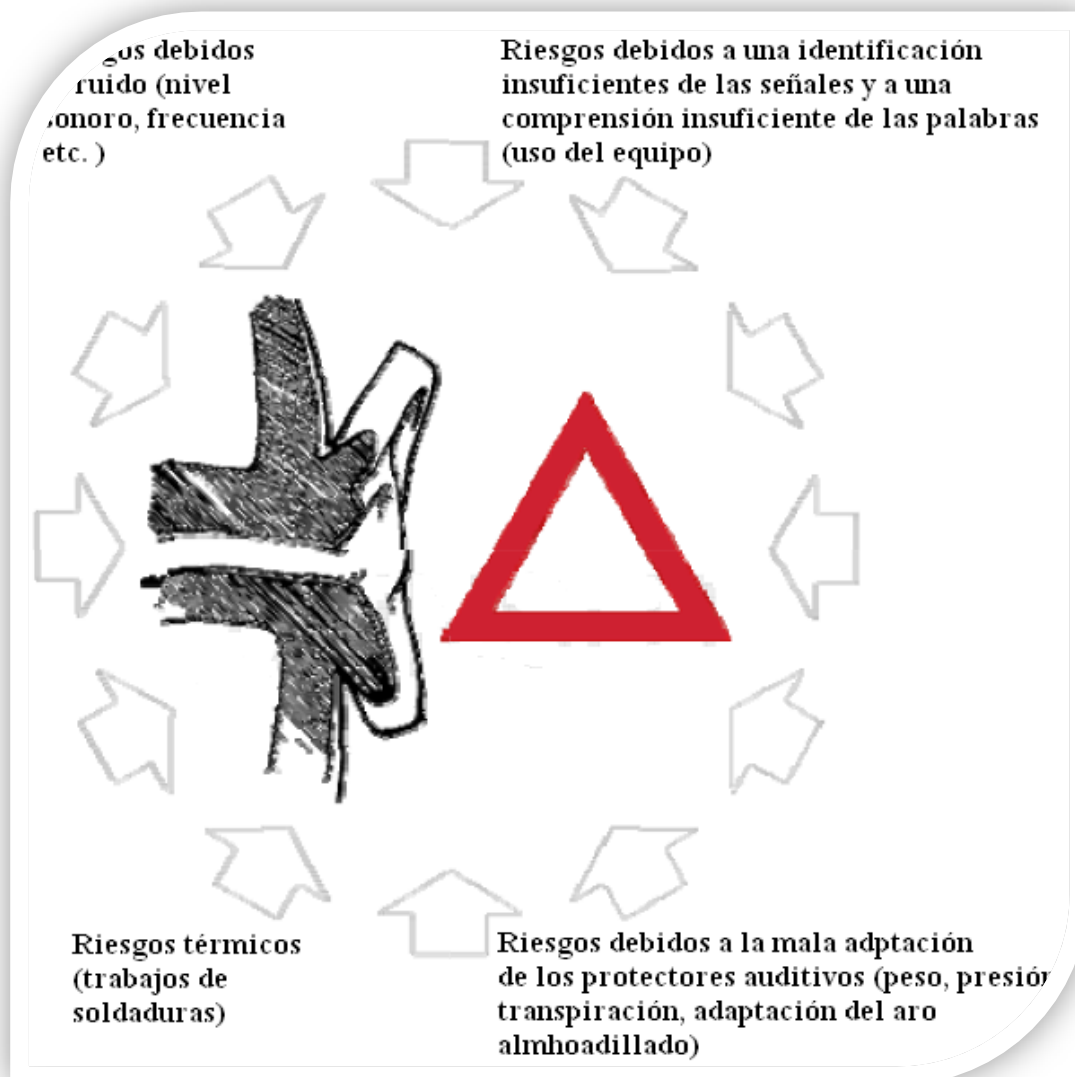 debidos
ruido (nivel
sonoro, frecuencia
etc. )
Riesgos debidos a una identificación
insuficientes de las señales y a una
comprensión insuficiente de las palabras
(uso del equipo)
Riesgos térmicos
(trabajos de
soldaduras)
Riesgos debidos a la mala adptación
de los protectores auditivos (peso, presión
transpiración, adaptación del aro
almhoadillado)